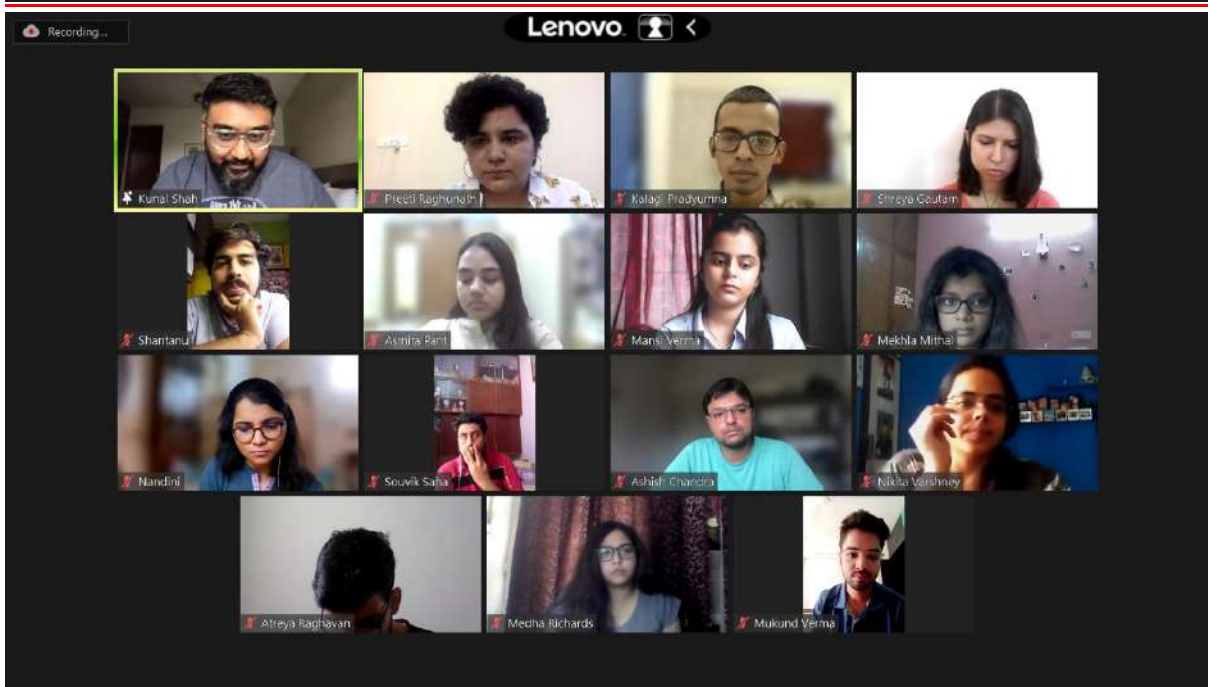 Recording...
Lenovo.
Kunal Shah
Preeti Raghunath
Kalagi Pradyumna
Shreya Gautam
Shantanu
Asmita Pant
Mansi Verma
Mekhla Mithal
Nandini
Souvik Saha
Ashish Chandra
Nikita Varshney
Atreya Raghavan
Medha Richards
Mukund Verma